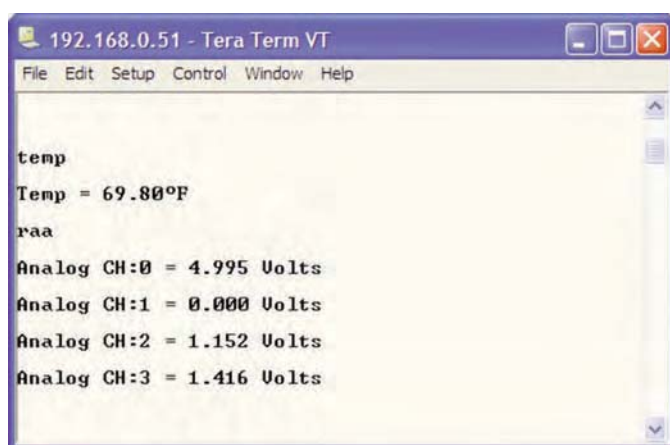 192.168.0.51 - Tera Term VT
File Edit Setup Control Window Help
temp
Temp = 69.80ºF
raa
Analog CH:0 = 4.995 Volts
Analog CH:1 = 0.000 Volts
Analog CH:2 = 1.152 Volts
Analog CH:3 = 1.416 Volts